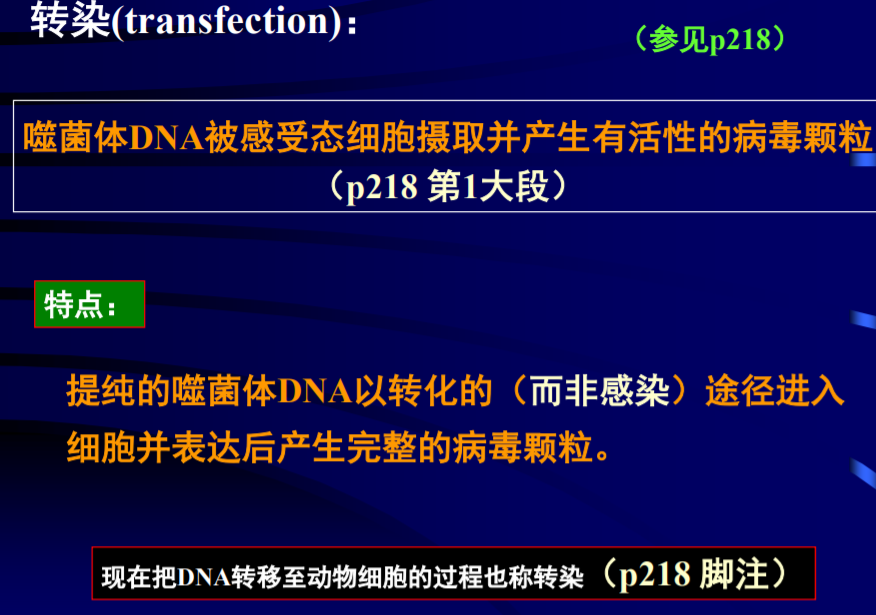 转染(transfection)：
（参见p218）
噬菌体DNA被感受态细胞摄取并产生有活性的病毒颗粒
（p218 第1大段）
特点：
提纯的噬菌体DNA以转化的（而非感染）途径进入
细胞并表达后产生完整的病毒颗粒。
现在把DNA转移至动物细胞的过程也称转染（p218 脚注）